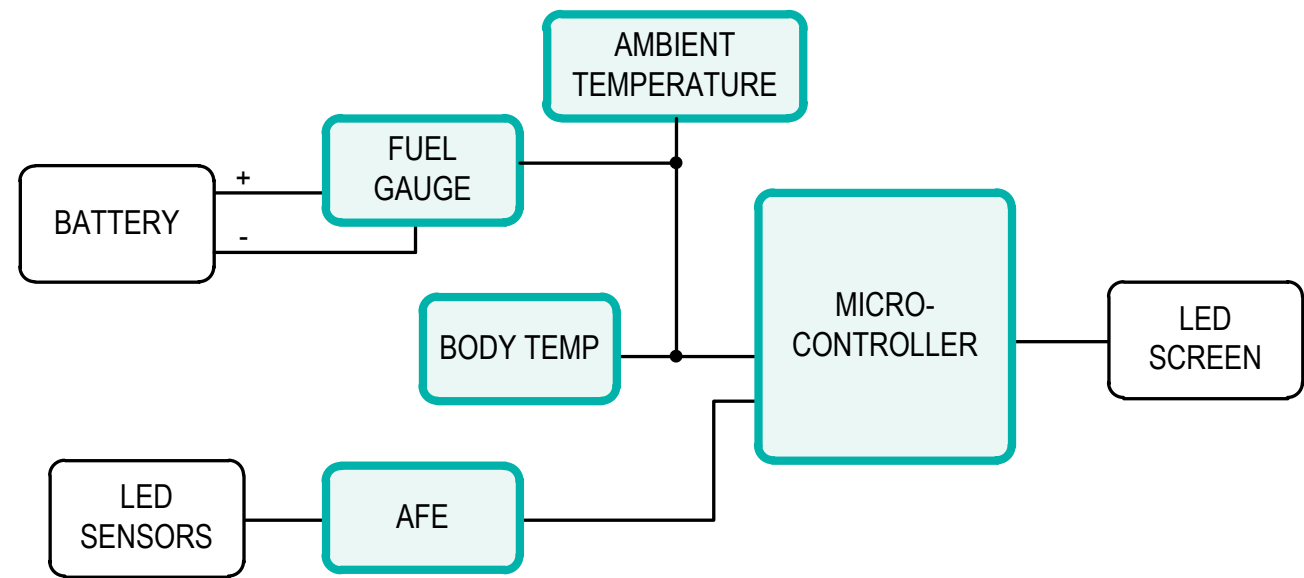 AMBIENT
TEMPERATURE
FUEL
GAUGE
+
BATTERY
-
MICRO-
CONTROLLER
LED
SCREEN
BODY TEMP
LED
SENSORS
AFE